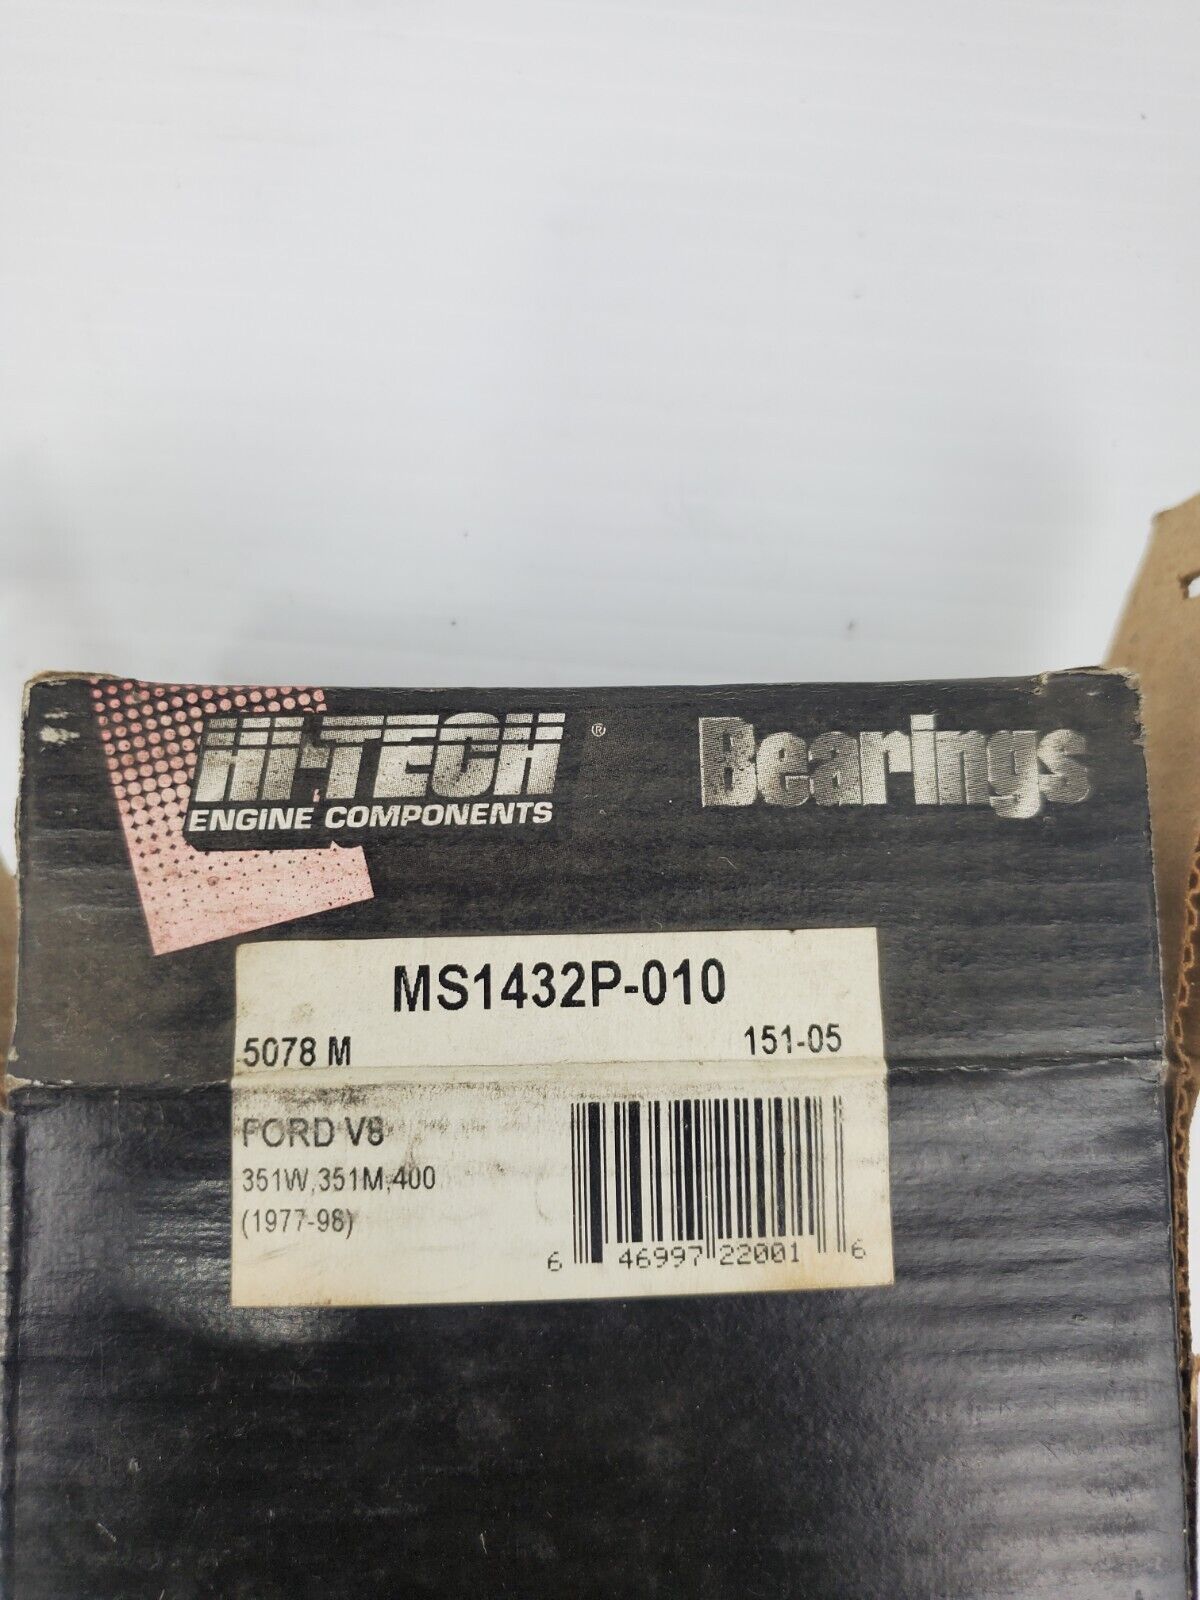 HI-TECH ® Bearings
ENGINE COMPONENTS
MS1432P-010
5078 M 151-05
FORD V8
351W,351M,400
(1977-98)
6 46997 22001 6